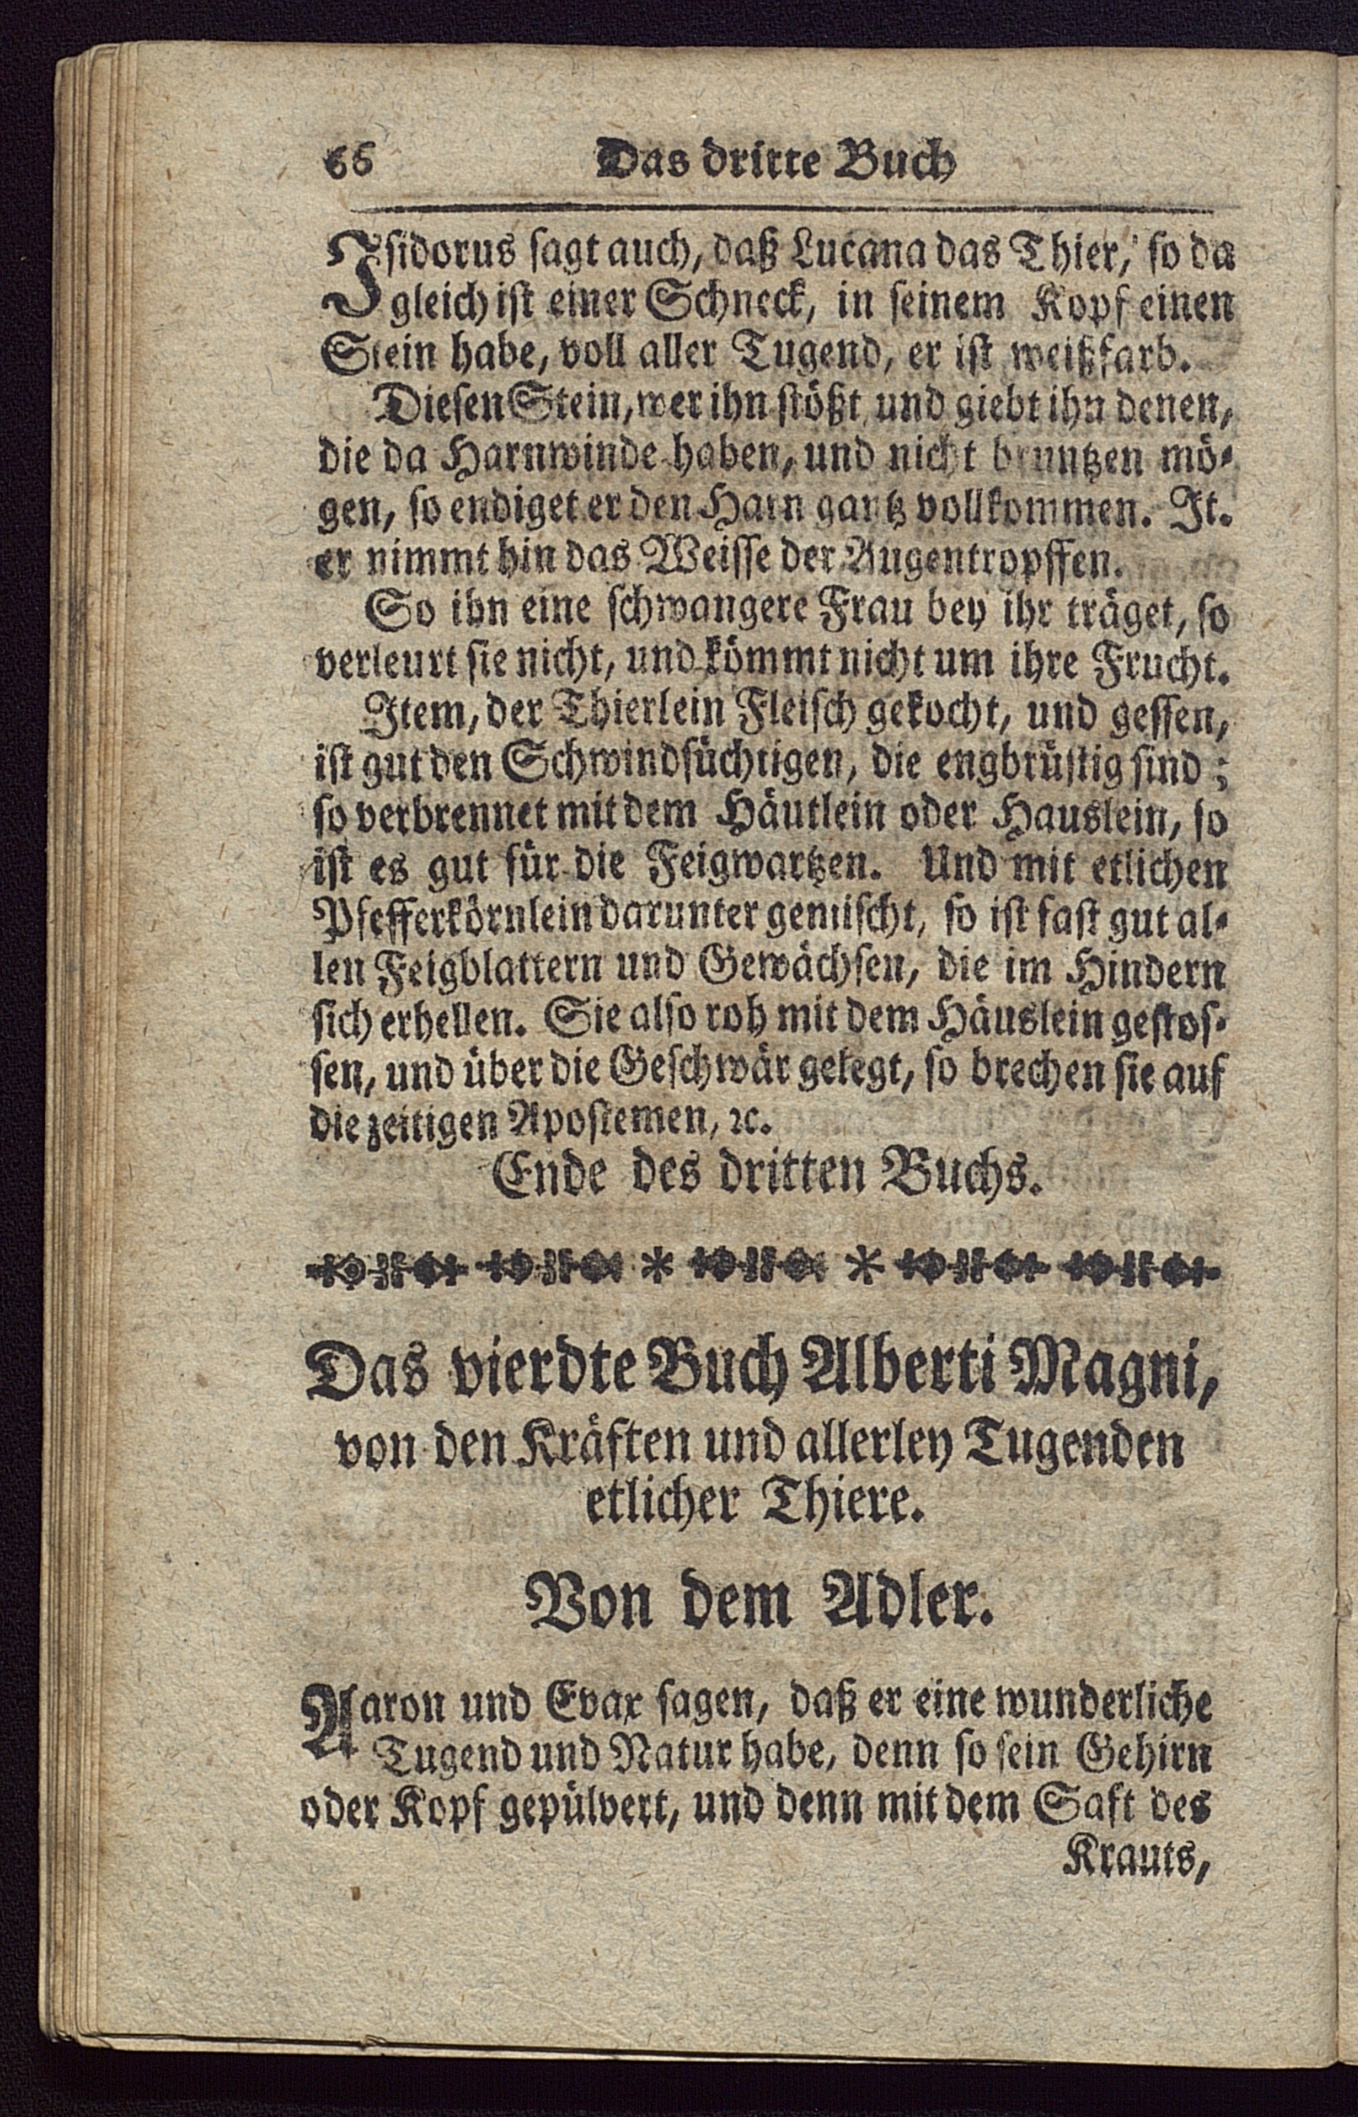 66 Das dritte Buch
Isidorus sagt auch, daß Lucana das Thier, so da
gleich ist einer Schneck, in seinem Kopf einen
Stein habe, voll aller Tugend, er ist weißfarb.
Diesen Stein, wer ihn stößt und giebt ihn denen,
die da Harnwinde haben, und nicht bruntzen mö-
gen, so endiget er den Harn gantz vollkommen. It.
er nimmt hin das Weisse der Augentropffen.
So ihn eine schwangere Frau bey ihr träget, so
verleurt sie nicht, und kömmt nicht um ihre Frucht.
Item, der Thierlein Fleisch gekocht, und gessen,
ist gut den Schwindsüchtigen, die engbrüstig sind;
so verbrennet mit dem Häutlein oder Hauslein, so
ist es gut für die Feigwartzen. Und mit etlichen
Pfefferkörnlein darunter gemischt, so ist fast gut al-
len Feigblattern und Gewächsen, die im Hindern
sich erhellen. Sie also roh mit dem Häuslein gestos-
sen, und über die Geschwär gelegt, so brechen sie auf
die zeitigen Apostemen, ꝛc.
Ende des dritten Buchs.
Das vierdte Buch Alberti Magni,
von den Kräften und allerley Tugenden
etlicher Thiere.
Von dem Adler.
Aaron und Evax sagen, daß er eine wunderliche
Tugend und Natur habe, denn so sein Gehirn
oder Kopf gepülvert, und denn mit dem Saft des
Krauts,